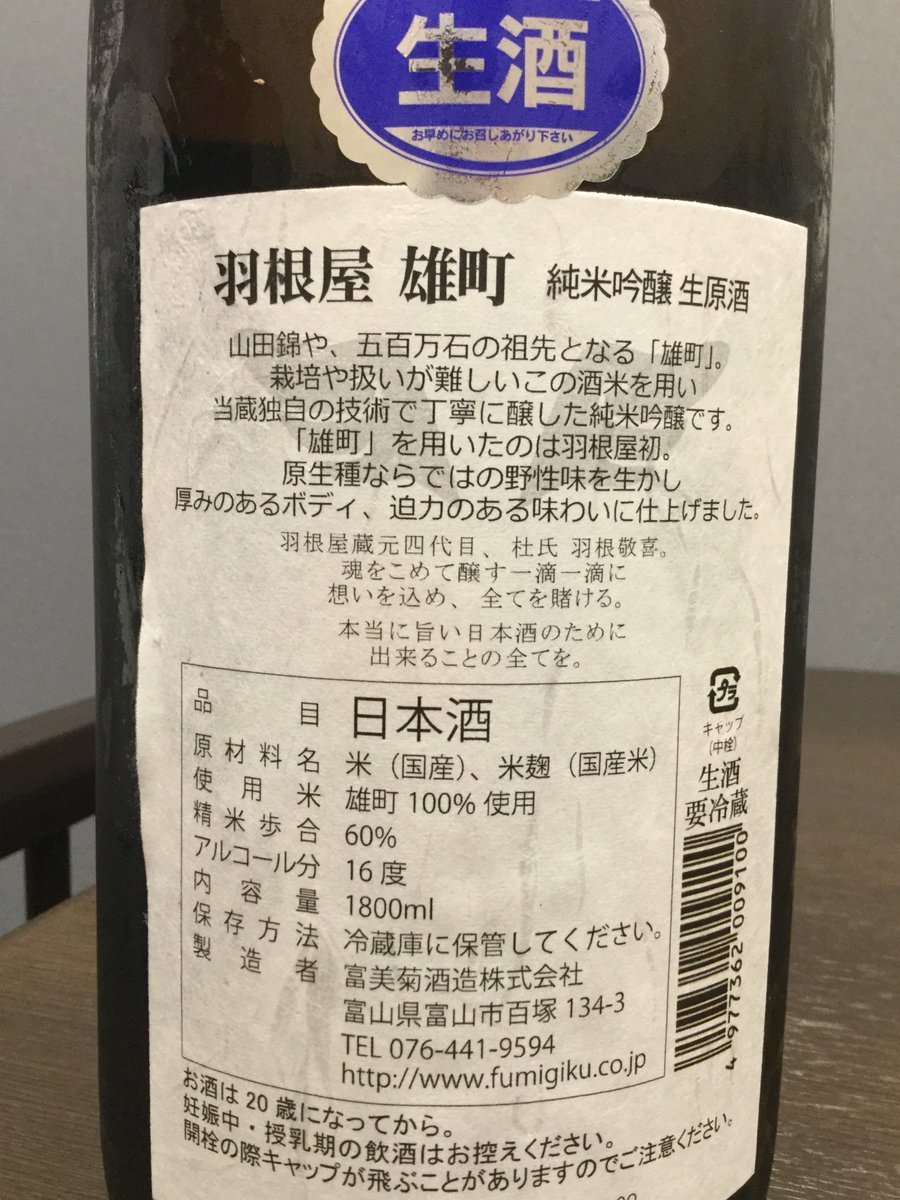 生酒
お早めにお召しあがり下さい
羽根屋 雄町 純米吟醸 生原酒
山田錦や、五百万石の祖先となる「雄町」。
栽培や扱いが難しいこの酒米を用い
当蔵独自の技術で丁寧に醸した純米吟醸です。
「雄町」を用いたのは羽根屋初。
原生種ならではの野性味を生かし
厚みのあるボディ、迫力のある味わいに仕上げました。
羽根屋蔵元四代目、杜氏 羽根敬喜。
魂をこめて醸す一滴一滴に
想いを込め、全てを賭ける。
本当に旨い日本酒のために
出来ることの全てを。
品目 日本酒
原材料名 米（国産）、米麹（国産米）
使用米 雄町 100% 使用
精米歩合 60%
アルコール分 16 度
内容量 1800ml
保存方法 冷蔵庫に保管してください。
製造者 富美菊酒造株式会社
富山県富山市百塚 134-3
TEL 076-441-9594
http://www.fumigiku.co.jp
プラ
キャップ
（中栓）
生酒
要冷蔵
4 977362 009100
お酒は 20 歳になってから。
妊娠中・授乳期の飲酒はお控えください。
開栓の際キャップが飛ぶことがありますのでご注意ください。